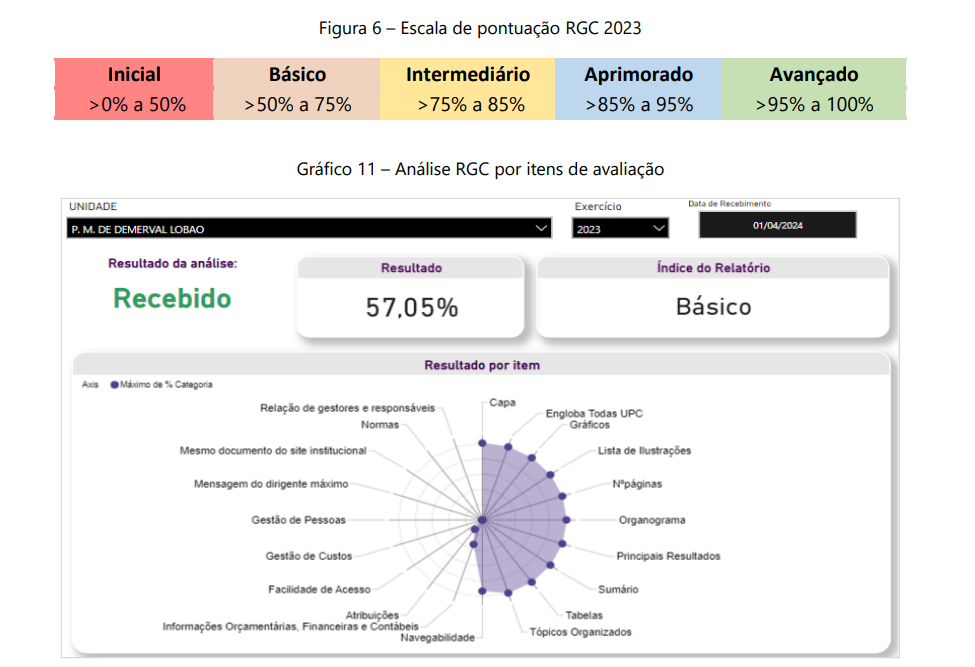 Figura 6 – Escala de pontuação RGC 2023
Inicial Básico Intermediário Aprimorado Avançado
>0% a 50% >50% a 75% >75% a 85% >85% a 95% >95% a 100%
Gráfico 11 – Análise RGC por itens de avaliação
UNIDADE Exercício Data de Recebimento
P. M. DE DEMERVAL LOBAO 2023 01/04/2024
Resultado da análise: Resultado Índice do Relatório
Recebido 57,05% Básico
Resultado por item
Axis Máximo de % Categoria
Capa
Relação de gestores e responsáveis Engloba Todas UPC
Normas Gráficos
Mesmo documento do site institucional Lista de Ilustrações
Mensagem do dirigente máximo Nºpáginas
Gestão de Pessoas Organograma
Gestão de Custos Principais Resultados
Facilidade de Acesso Sumário
Atribuições Tabelas
Informações Orçamentárias, Financeiras e Contábeis Tópicos Organizados
Navegabilidade